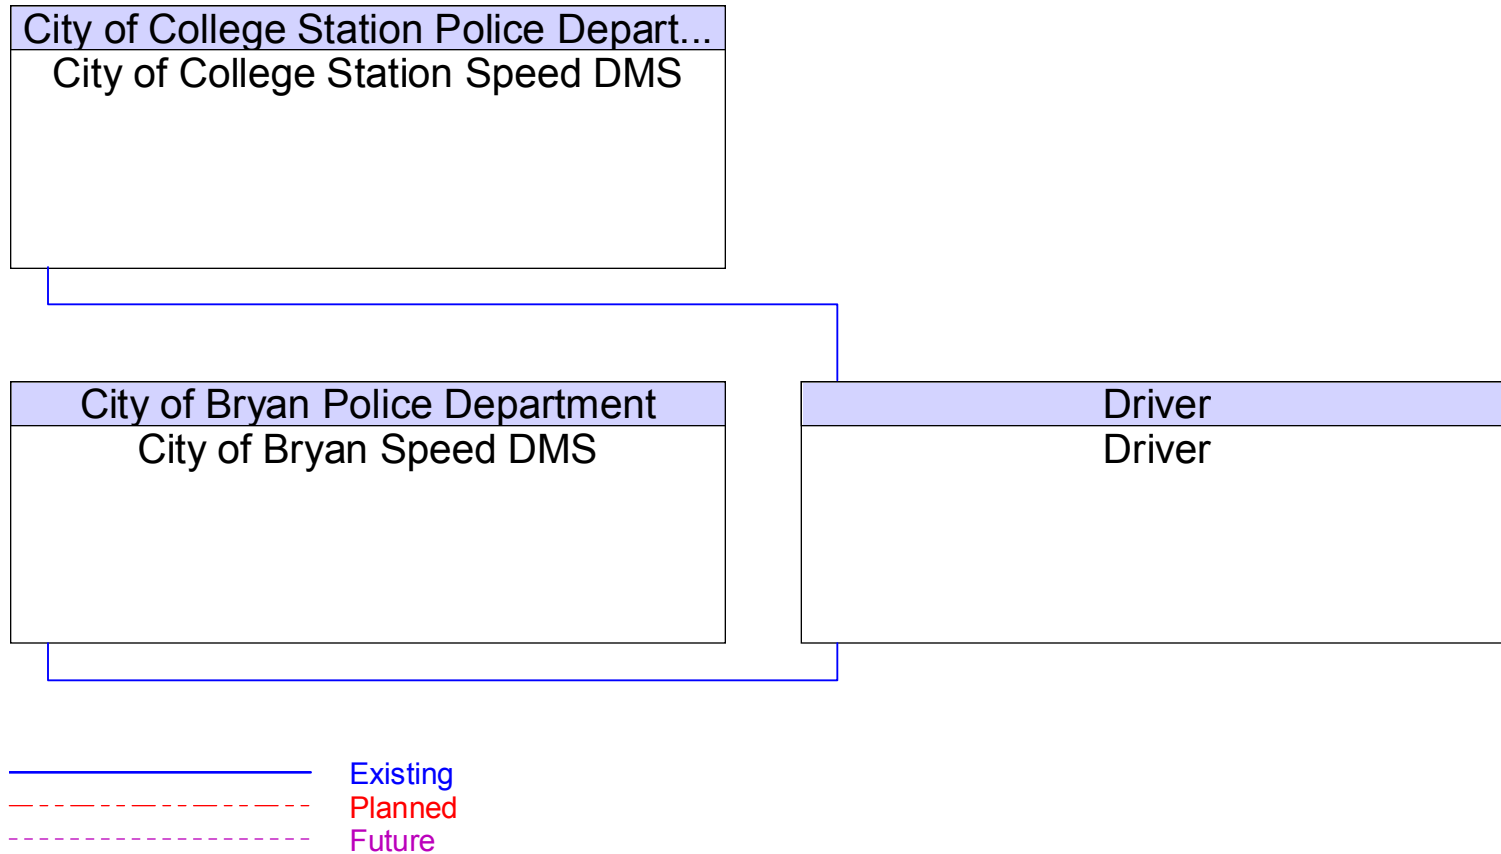 City of College Station Police Depart...
City of College Station Speed DMS
City of Bryan Police Department
City of Bryan Speed DMS
Driver
Driver
Existing
Planned
Future